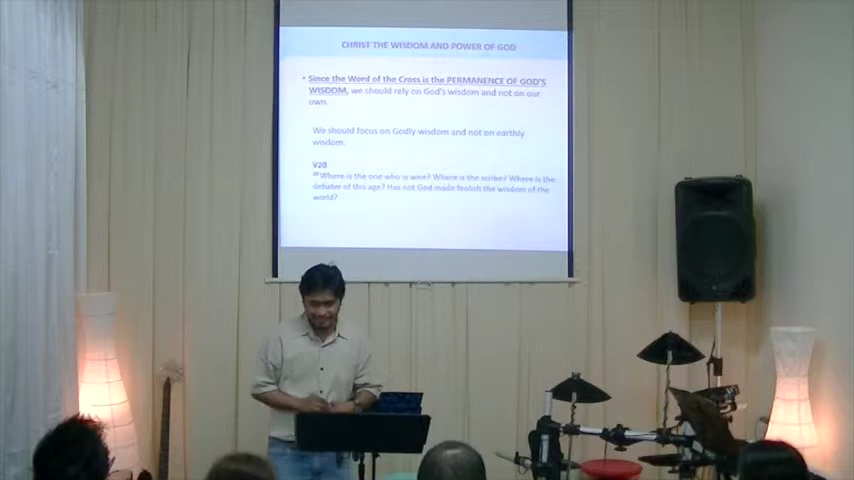 CHRIST THE WISDOM AND POWER OF GOD
• Since the Word of the Cross is the PERMANENCE OF GOD'S
WISDOM, we should rely on God's wisdom and not on our
own.
We should focus on Godly wisdom and not on earthly
wisdom.
V20
20 Where is the one who is wise? Where is the scribe? Where is the
debater of this age? Has not God made foolish the wisdom of the
world?